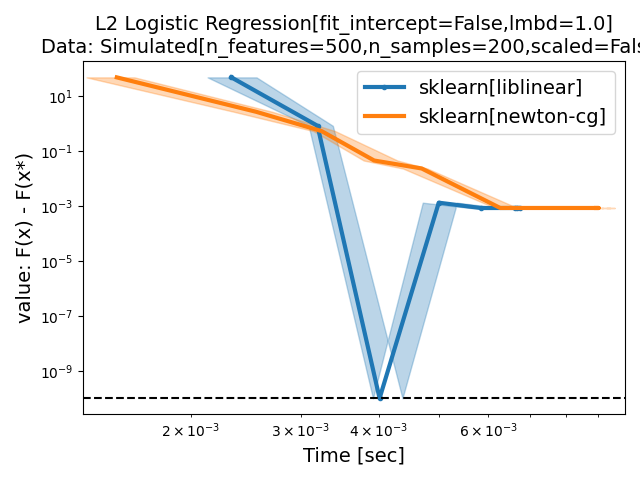 L2 Logistic Regression[fit_intercept=False,lmbd=1.0]
Data: Simulated[n_features=500,n_samples=200,scaled=Fals
sklearn[liblinear]
sklearn[newton-cg]
value: F(x) - F(x*)
10¹
10⁻¹
10⁻³
10⁻⁵
10⁻⁷
10⁻⁹
2 × 10⁻³
3 × 10⁻³
4 × 10⁻³
6 × 10⁻³
Time [sec]